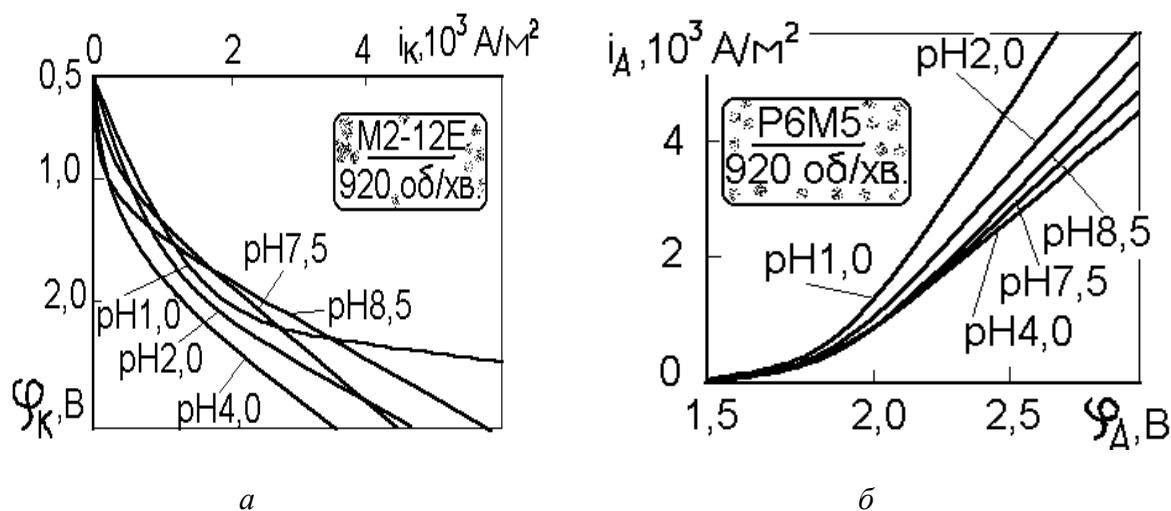 0 2 4 iК,10³ А/м²
0,5
1,0
2,0
φК,В
М2-12Е
920 об/хв.
pH7,5
pH8,5
pH1,0
pH2,0
pH4,0
а
iА,10³ А/м²
4
2
0
1,5 2,0 2,5 φА,В
Р6М5
920 об/хв.
pH2,0
pH1,0
pH8,5
pH7,5
pH4,0
б